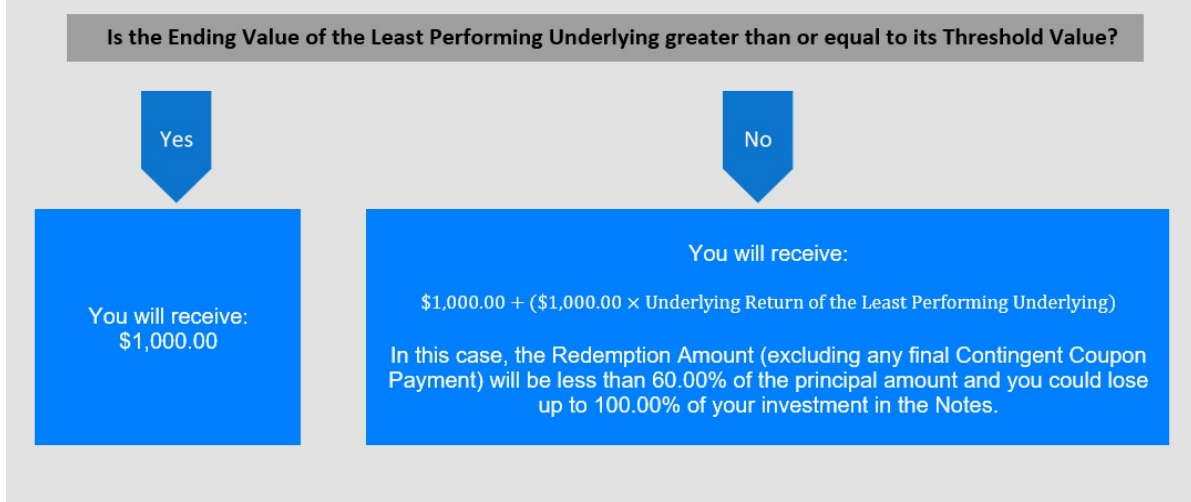 Is the Ending Value of the Least Performing Underlying greater than or equal to its Threshold Value?
Yes
No
You will receive:
$1,000.00
You will receive:
$1,000.00 + ($1,000.00 × Underlying Return of the Least Performing Underlying)
In this case, the Redemption Amount (excluding any final Contingent Coupon
Payment) will be less than 60.00% of the principal amount and you could lose
up to 100.00% of your investment in the Notes.